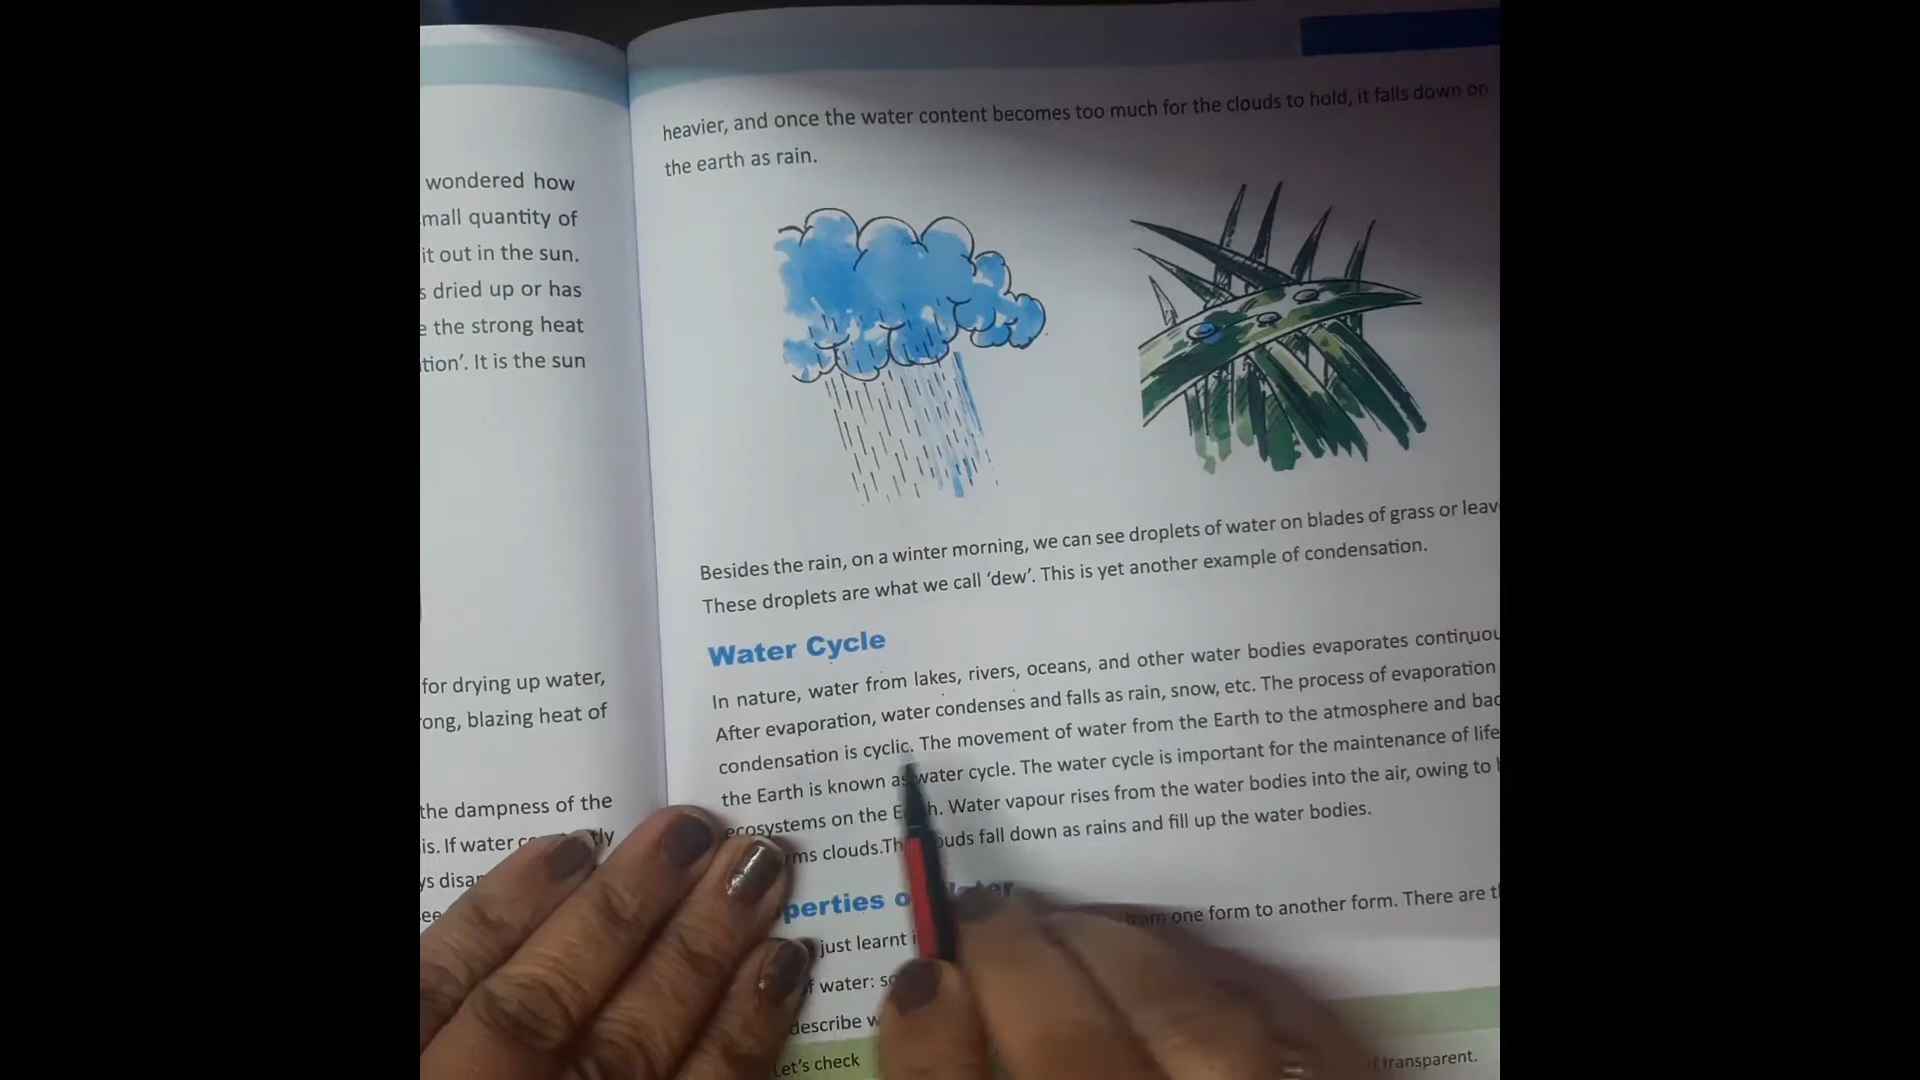 wondered how
mall quantity of
it out in the sun.
s dried up or has
e the strong heat
tion'. It is the sun
for drying up water,
ong, blazing heat of
the dampness of the
is. If water
ys
see
heavier, and once the water content becomes too much for the clouds to hold, it falls down on
the earth as rain.
Besides the rain, on a winter morning, we can see droplets of water on blades of grass or leav
These droplets are what we call 'dew'. This is yet another example of condensation.
Water Cycle
In nature, water from lakes, rivers, oceans, and other water bodies evaporates continuou
After evaporation, water condenses and falls as rain, snow, etc. The process of evaporation
condensation is cyclic. The movement of water from the Earth to the atmosphere and bac
the Earth is known as water cycle. The water cycle is important for the maintenance of life
ecosystems on the Earth. Water vapour rises from the water bodies into the air, owing to
rms clouds. The clouds fall down as rains and fill up the water bodies.
perties of Water
just learnt from one form to another form. There are
of water:
describe
Let's check
transparent.